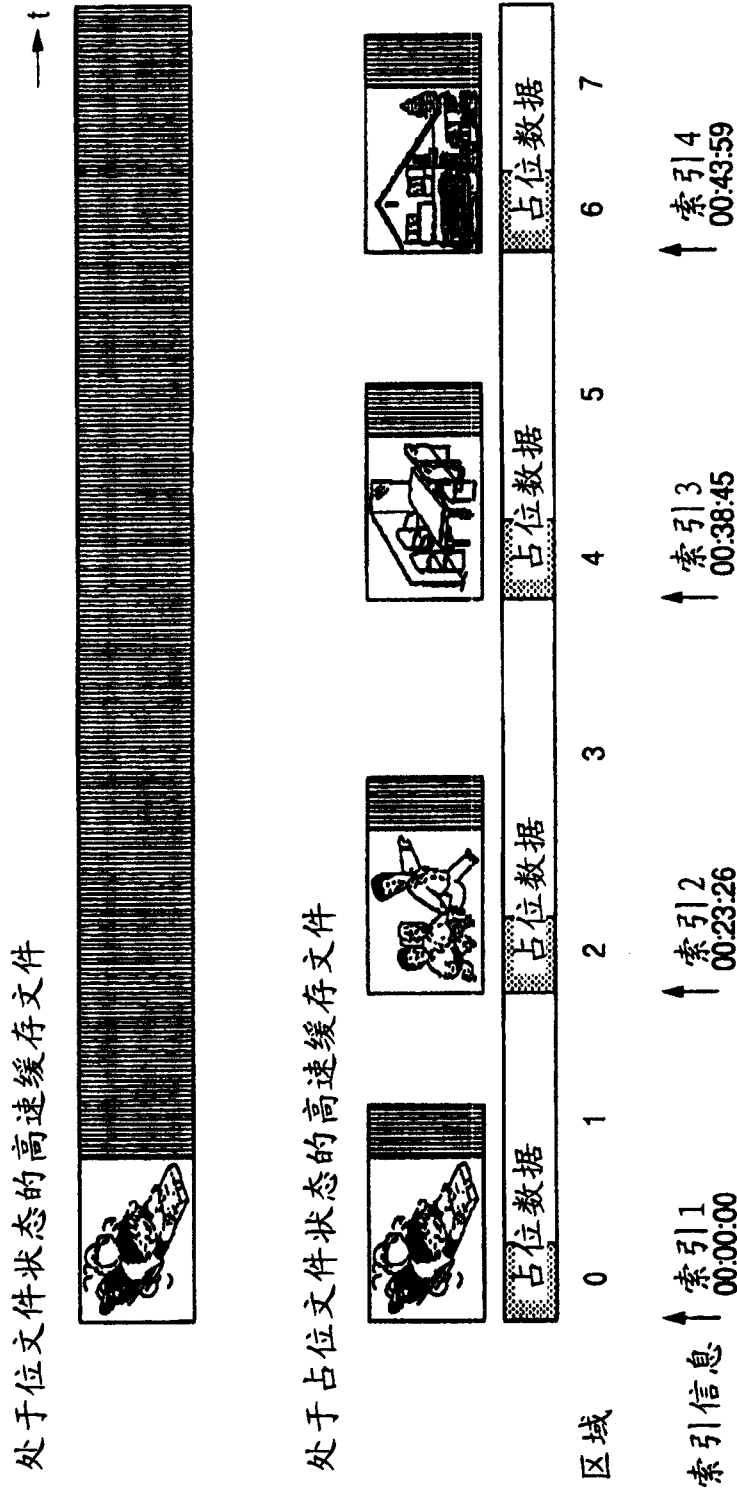 处于位文件状态的高速缓存文件
t
处于占位文件状态的高速缓存文件
占位数据 占位数据 占位数据 占位数据
区域 0 1 2 3 4 5 6 7
索引信息 索引1 索引2 索引3 索引4
00:00:00 00:23:26 00:38:45 00:43:59